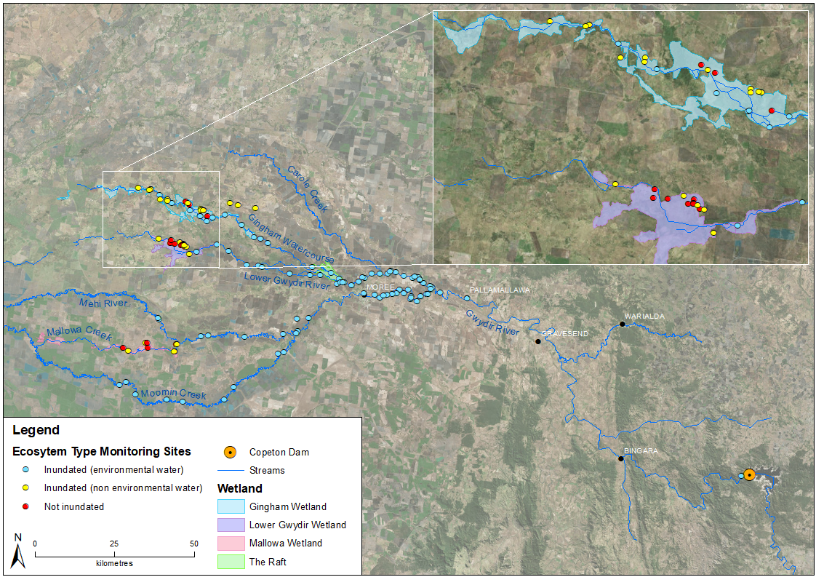 Carole Creek
Gingham Watercourse
Lower Gwydir River
MOREE
PALLAMALLAWA
Mehi River
Gwydir River
WARIALDA
GRAVESEND
Mallowa Creek
Moomin Creek
BINGARA
Legend
Ecosytem Type Monitoring Sites
Inundated (environmental water)
Inundated (non environmental water)
Not inundated
N
0 25 50
kilometres
Copeton Dam
Streams
Wetland
Gingham Wetland
Lower Gwydir Wetland
Mallowa Wetland
The Raft